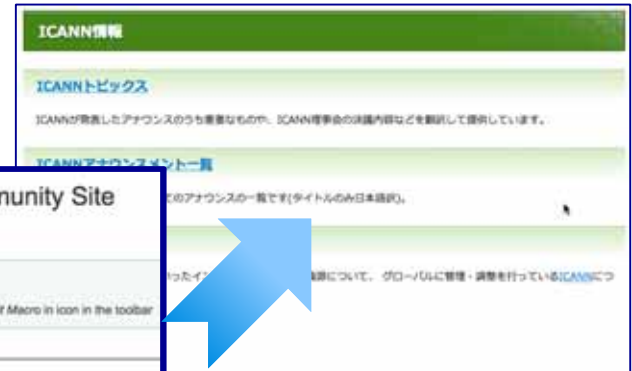 ICANN情報
ICANNトピックス
ICANNが発表したアナウンスのうち重要なものや、ICANN理事会の決議内容などを翻訳して提供しています。
ICANNアナウンスメント一覧
てのアナウンスの一覧です(タイトルのみ日本語訳)。
munity Site
いったイン
資源について、 グローバルに管理・調整を行っているICANNにつ
Macro in icon in the toolbar